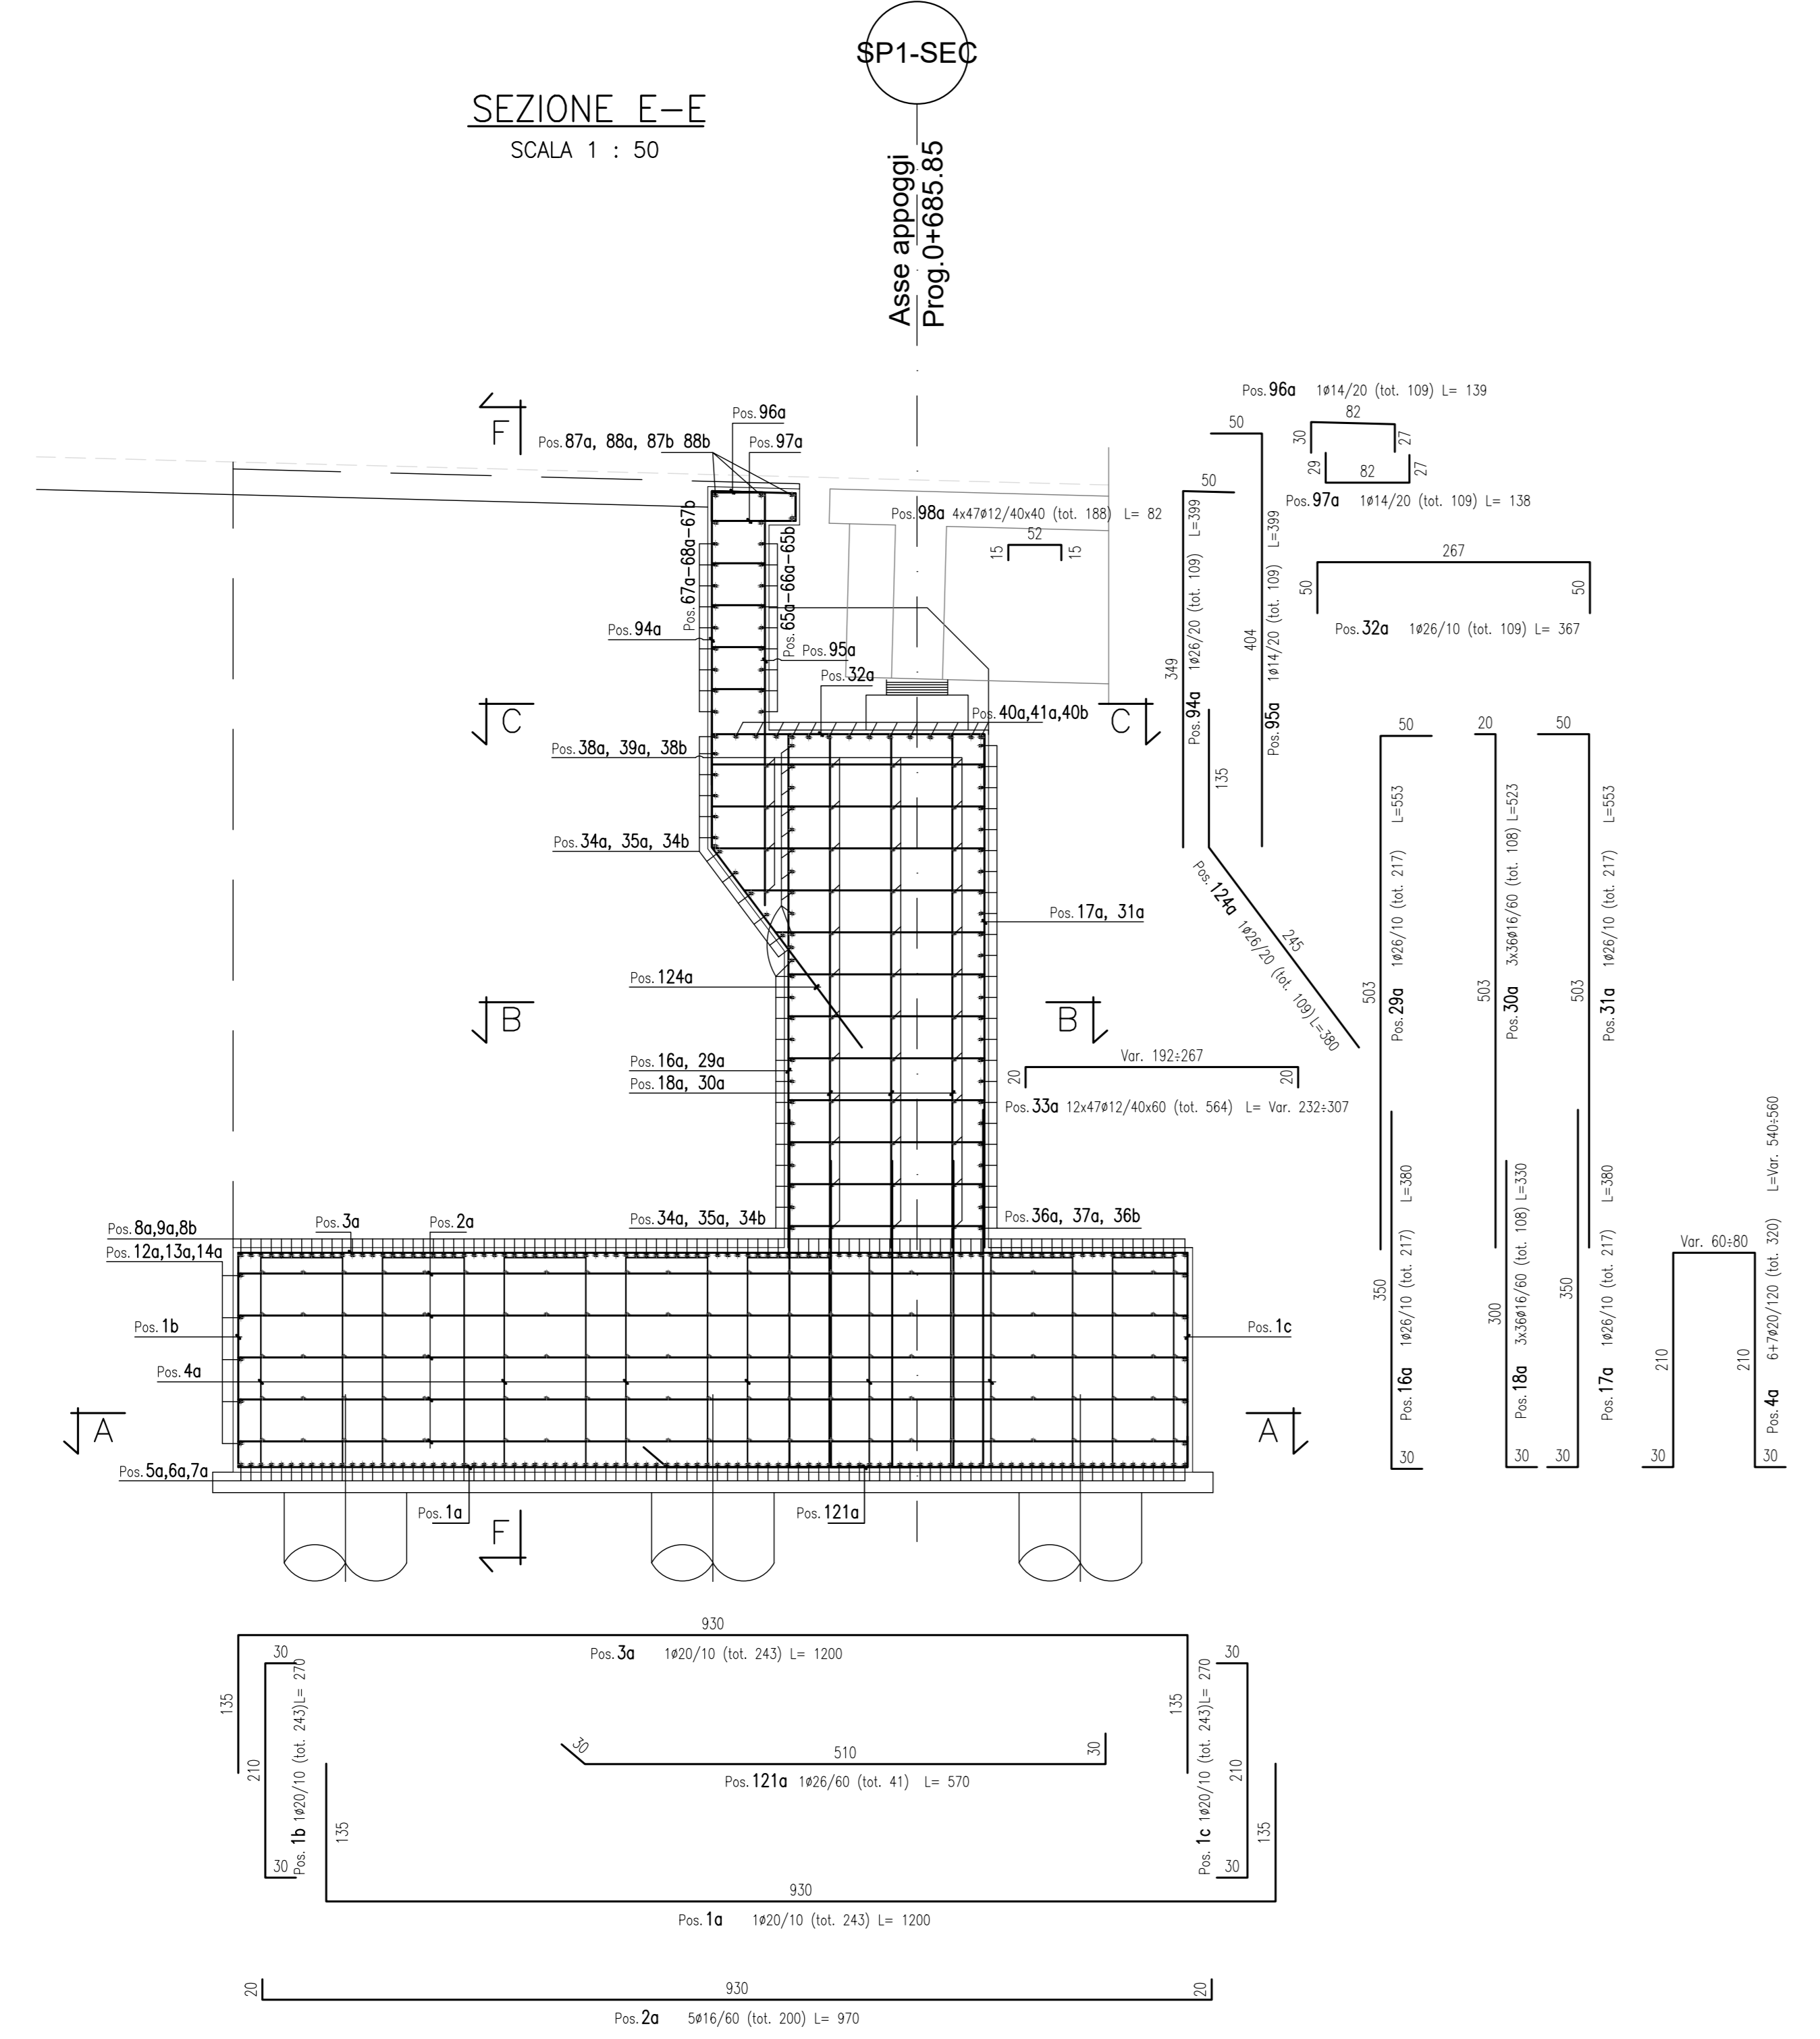 SP1-SEC
SEZIONE E-E
SCALA 1 : 50
Asse appoggi
Prog.0+685.85
F
Pos. 96a
Pos. 87a, 88a, 87b 88b
Pos. 97a
Pos. 67a-68a-67b
Pos. 65a-66a-65b
Pos. 94a
Pos. 95a
Pos. 32a
Pos. 98a 4x47ø12/40x40 (tot. 188) L= 82
52
15
15
Pos. 96a 1ø14/20 (tot. 109) L= 139
82
30
27
29
82
27
Pos. 97a 1ø14/20 (tot. 109) L= 138
50
50
349
Pos. 94a 1ø26/20 (tot. 109) L=399
404
Pos. 95a 1ø14/20 (tot. 109) L=399
267
50
50
Pos. 32a 1ø26/10 (tot. 109) L= 367
C
C
Pos. 40a,41a,40b
Pos. 38a, 39a, 38b
Pos. 34a, 35a, 34b
135
245
Pos. 124a 1ø26/20 (tot. 109) L=380
Pos. 17a, 31a
Pos. 124a
B
B
Pos. 16a, 29a
Pos. 18a, 30a
Var. 192÷267
20
20
Pos. 33a 12x47ø12/40x60 (tot. 564) L= Var. 232÷307
50
503
Pos. 29a 1ø26/10 (tot. 217) L=553
20
503
Pos. 30a 3x36ø16/60 (tot. 108) L=523
50
503
Pos. 31a 1ø26/10 (tot. 217) L=553
350
Pos. 16a 1ø26/10 (tot. 217) L=380
30
300
Pos. 18a 3x36ø16/60 (tot. 108) L=330
30
350
Pos. 17a 1ø26/10 (tot. 217) L=380
30
Var. 60÷80
210
210
30
30
Pos. 4a 6+7ø20/120 (tot. 320) L=Var. 540÷560
Pos. 8a,9a,8b
Pos. 3a
Pos. 2a
Pos. 34a, 35a, 34b
Pos. 36a, 37a, 36b
Pos. 12a,13a,14a
Pos. 1b
Pos. 1c
Pos. 4a
A
A
Pos. 5a,6a,7a
Pos. 1a
Pos. 121a
F
930
Pos. 3a 1ø20/10 (tot. 243) L= 1200
135
135
30
210
30
Pos. 1b 1ø20/10 (tot. 243)L= 270
30
510
30
Pos. 121a 1ø26/60 (tot. 41) L= 570
30
210
30
Pos. 1c 1ø20/10 (tot. 243)L= 270
135
135
930
Pos. 1a 1ø20/10 (tot. 243) L= 1200
20
930
20
Pos. 2a 5ø16/60 (tot. 200) L= 970